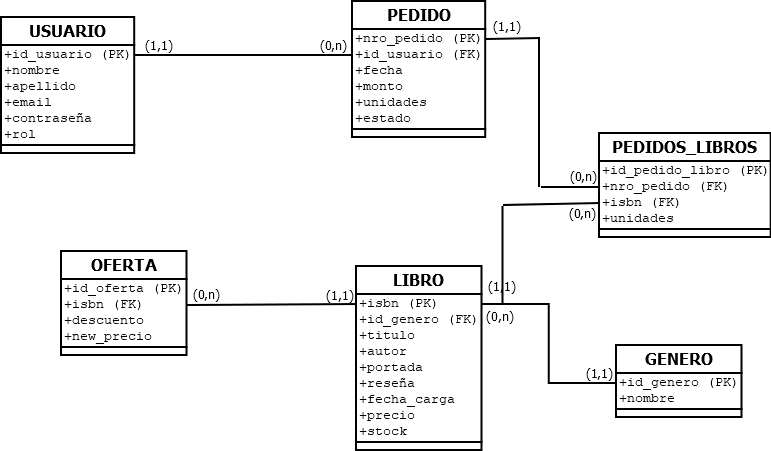 USUARIO
+id_usuario (PK)
+nombre
+apellido
+email
+contraseña
+rol
(1,1)
(0,n)
PEDIDO
+nro_pedido (PK)
+id_usuario (FK)
+fecha
+monto
+unidades
+estado
(1,1)
(0,n)
PEDIDOS_LIBROS
+id_pedido_libro (PK)
+nro_pedido (FK)
+isbn (FK)
+unidades
(0,n)
OFERTA
+id_oferta (PK)
+isbn (FK)
+descuento
+new_precio
(0,n)
(1,1)
LIBRO
+isbn (PK)
+id_genero (FK)
+titulo
+autor
+portada
+reseña
+fecha_carga
+precio
+stock
(1,1)
(0,n)
(1,1)
GENERO
+id_genero (PK)
+nombre